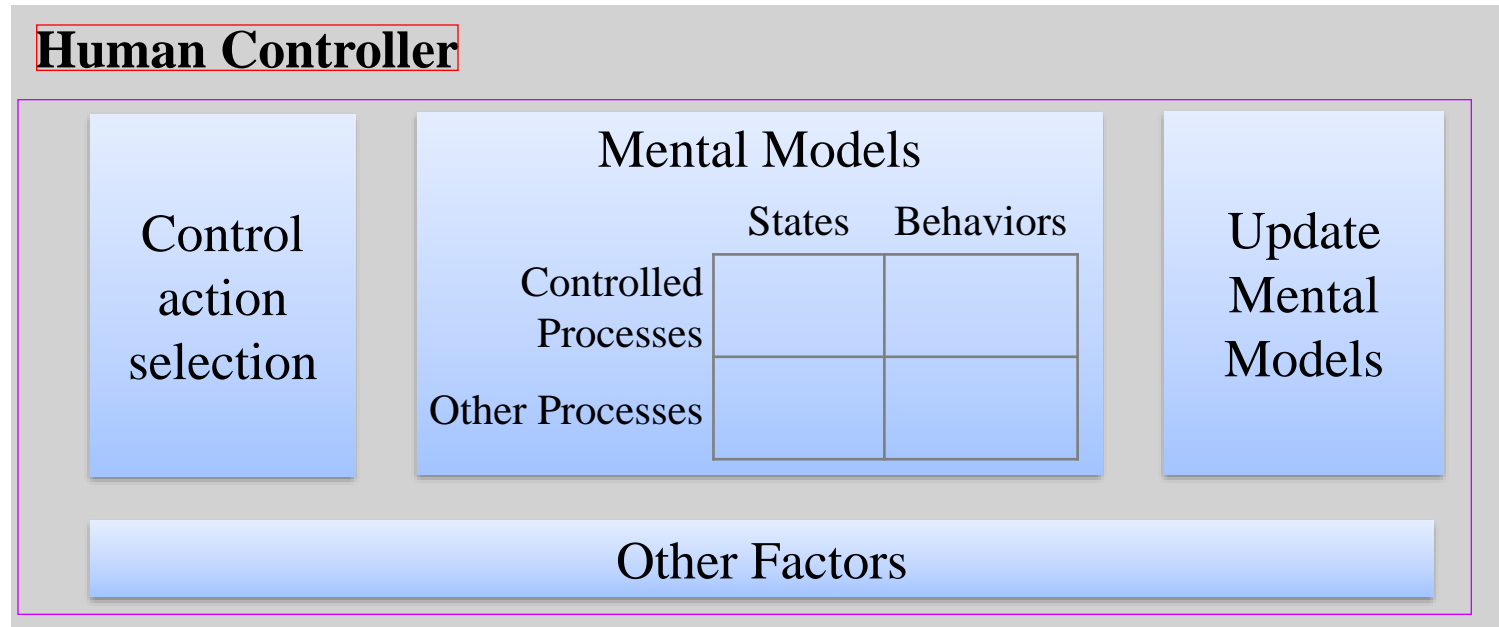 Human Controller
Control
action
selection
Mental Models
States Behaviors
Controlled
Processes
Other Processes
Update
Mental
Models
Other Factors